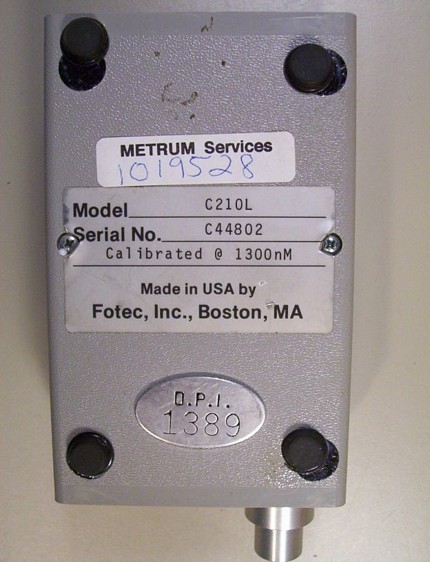 METRUM Services
1019528
Model C210L
Serial No. C44802
Calibrated @ 1300nM
Made in USA by
Fotec, Inc., Boston, MA
O.P.I.
1389